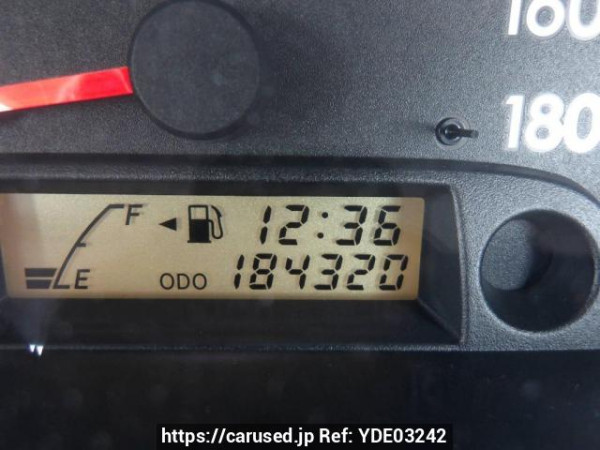 160
180
F 12:36
E ODO 184320
https://carused.jp Ref: YDE03242